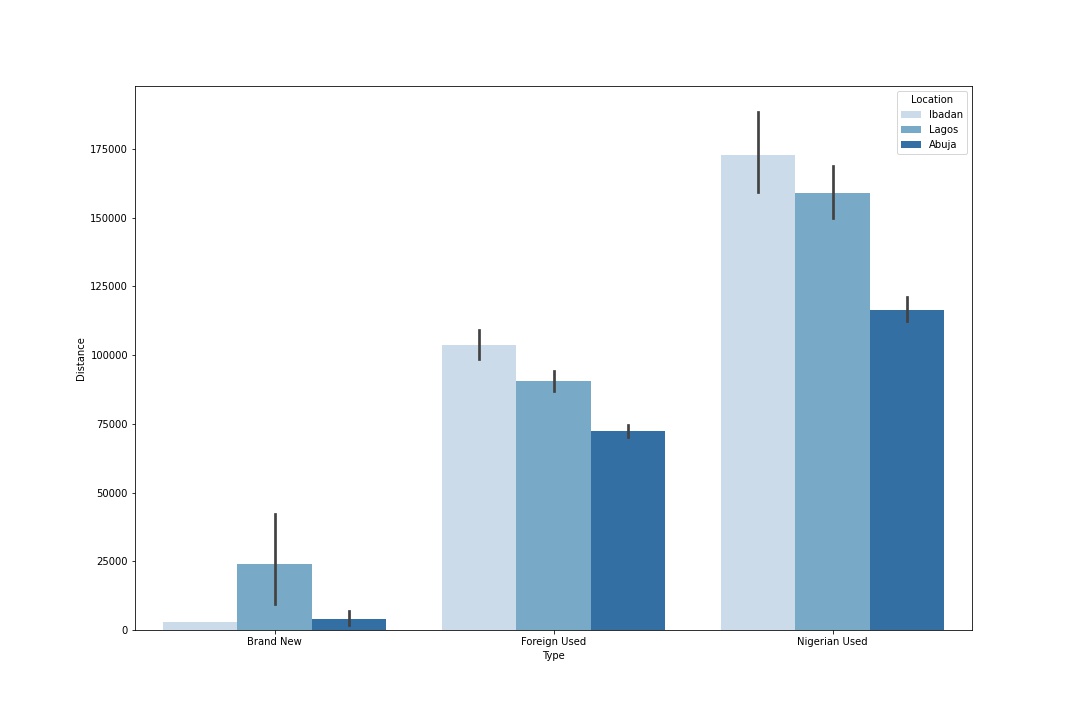 Location
Ibadan
Lagos
Abuja
175000
150000
125000
100000
75000
50000
25000
0
Distance
Brand New Foreign Used Nigerian Used
Type